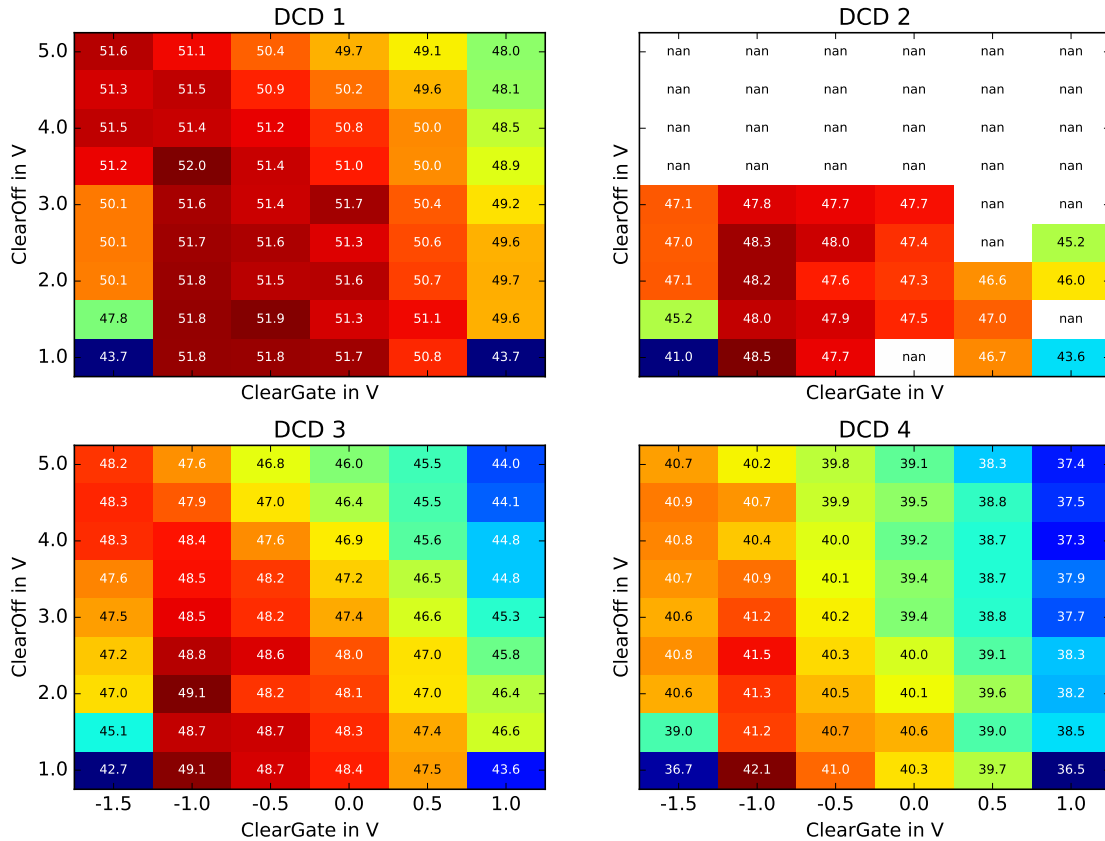 DCD 1
DCD 2
5.0 51.6 51.1 50.4 49.7 49.1 48.0 nan nan nan nan nan nan
51.3 51.5 50.9 50.2 49.6 48.1 nan nan nan nan nan nan
4.0 51.5 51.4 51.2 50.8 50.0 48.5 nan nan nan nan nan nan
51.2 52.0 51.4 51.0 50.0 48.9 nan nan nan nan nan nan
3.0 50.1 51.6 51.4 51.7 50.4 49.2 47.1 47.8 47.7 47.7 nan nan
50.1 51.7 51.6 51.3 50.6 49.6 47.0 48.3 48.0 47.4 nan 45.2
2.0 50.1 51.8 51.5 51.6 50.7 49.7 47.1 48.2 47.6 47.3 46.6 46.0
47.8 51.8 51.9 51.3 51.1 49.6 45.2 48.0 47.9 47.5 47.0 nan
1.0 43.7 51.8 51.8 51.7 50.8 43.7 41.0 48.5 47.7 nan 46.7 43.6
ClearOff in V
ClearOff in V
ClearGate in V
ClearGate in V
DCD 3
DCD 4
5.0 48.2 47.6 46.8 46.0 45.5 44.0 40.7 40.2 39.8 39.1 38.3 37.4
48.3 47.9 47.0 46.4 45.5 44.1 40.9 40.7 39.9 39.5 38.8 37.5
4.0 48.3 48.4 47.6 46.9 45.6 44.8 40.8 40.4 40.0 39.2 38.7 37.3
47.6 48.5 48.2 47.2 46.5 44.8 40.7 40.9 40.1 39.4 38.7 37.9
3.0 47.5 48.5 48.2 47.4 46.6 45.3 40.6 41.2 40.2 39.4 38.8 37.7
47.2 48.8 48.6 48.0 47.0 45.8 40.8 41.5 40.3 40.0 39.1 38.3
2.0 47.0 49.1 48.2 48.1 47.0 46.4 40.6 41.3 40.5 40.1 39.6 38.2
45.1 48.7 48.7 48.3 47.4 46.6 39.0 41.2 40.7 40.6 39.0 38.5
1.0 42.7 49.1 48.7 48.4 47.5 43.6 36.7 42.1 41.0 40.3 39.7 36.5
ClearOff in V
ClearOff in V
-1.5 -1.0 -0.5 0.0 0.5 1.0 -1.5 -1.0 -0.5 0.0 0.5 1.0
ClearGate in V
ClearGate in V